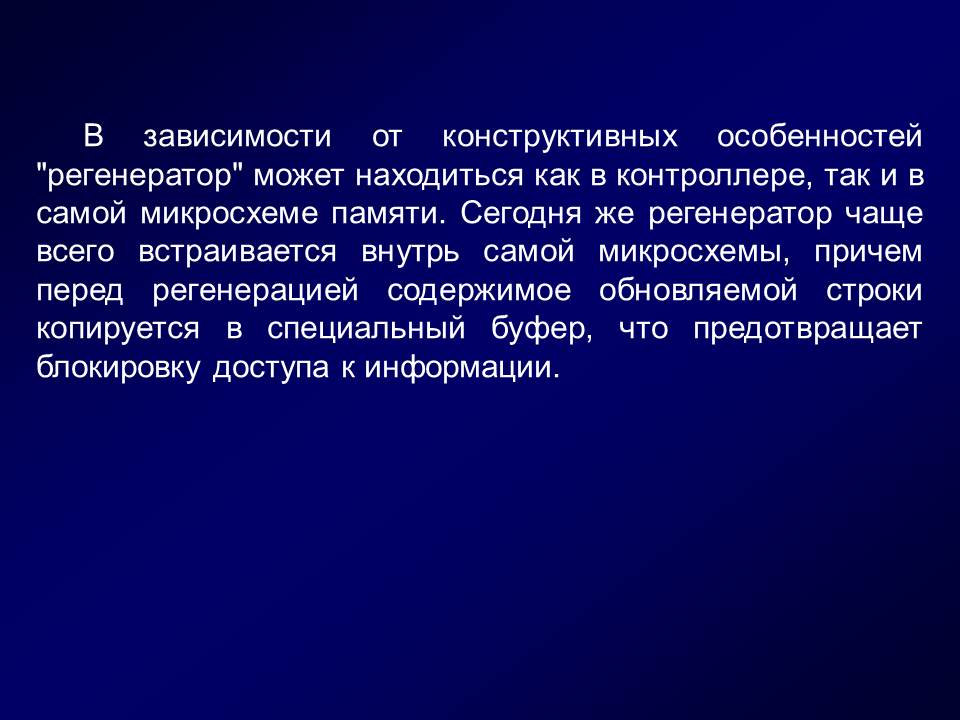 В зависимости от конструктивных особенностей
"регенератор" может находиться как в контроллере, так и в
самой микросхеме памяти. Сегодня же регенератор чаще
всего встраивается внутрь самой микросхемы, причем
перед регенерацией содержимое обновляемой строки
копируется в специальный буфер, что предотвращает
блокировку доступа к информации.